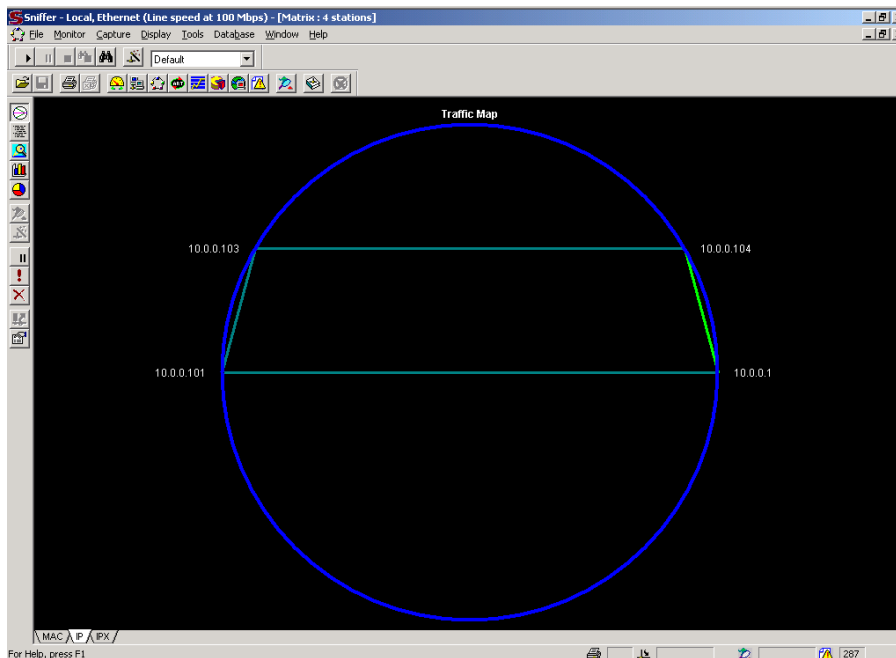 Sniffer - Local, Ethernet (Line speed at 100 Mbps) - [Matrix : 4 stations]
File Monitor Capture Display Tools Database Window Help
Default
Traffic Map
10.0.0.103
10.0.0.104
10.0.0.101
10.0.0.1
MAC IP IPX
For Help, press F1
287